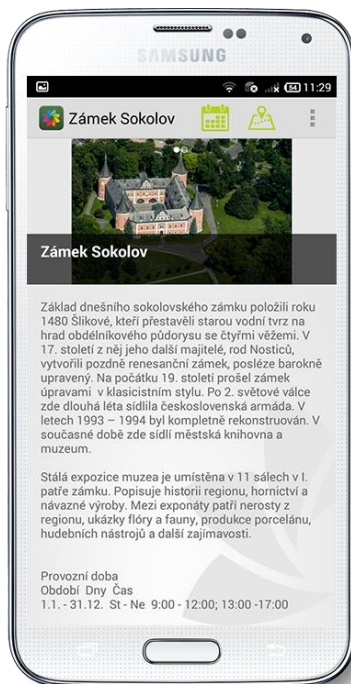 SAMSUNG
54 11:29
Zámek Sokolov
Zámek Sokolov
Základ dnešního sokolovského zámku položili roku
1480 Šlikové, kteří přestavěli starou vodní tvrz na
hrad obdélníkového půdorysu se čtyřmi věžemi. V
17. století z něj jeho další majitelé, rod Nosticů,
vytvořili pozdně renesanční zámek, posléze barokně
upravený. Na počátku 19. století prošel zámek
úpravami v klasicistním stylu. Po 2. světové válce
zde dlouhá léta sídlila československá armáda. V
letech 1993 – 1994 byl kompletně rekonstruován. V
současné době zde sídlí městská knihovna a
muzeum.
Stálá expozice muzea je umístěna v 11 sálech v I.
patře zámku. Popisuje historii regionu, hornictví a
návazné výroby. Mezi exponáty patří nerosty z
regionu, ukázky flóry a fauny, produkce porcelánu,
hudebních nástrojů a další zajímavosti.
Provozní doba
Období Dny Čas
1.1. - 31.12. St - Ne 9:00 - 12:00; 13:00 -17:00